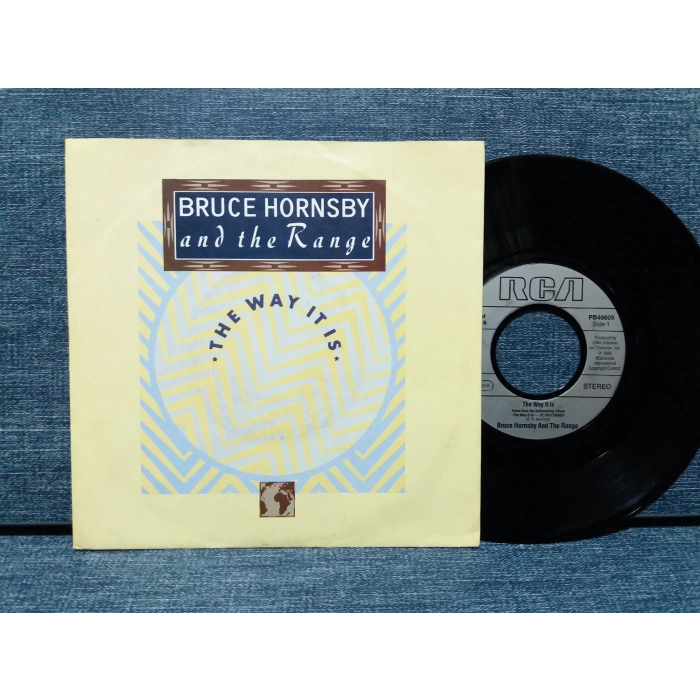 BRUCE HORNSBY
and the Range
• THE WAY IT IS •
RCA
PB49805
Side 1
STEREO
The Way It Is
Bruce Hornsby And The Range